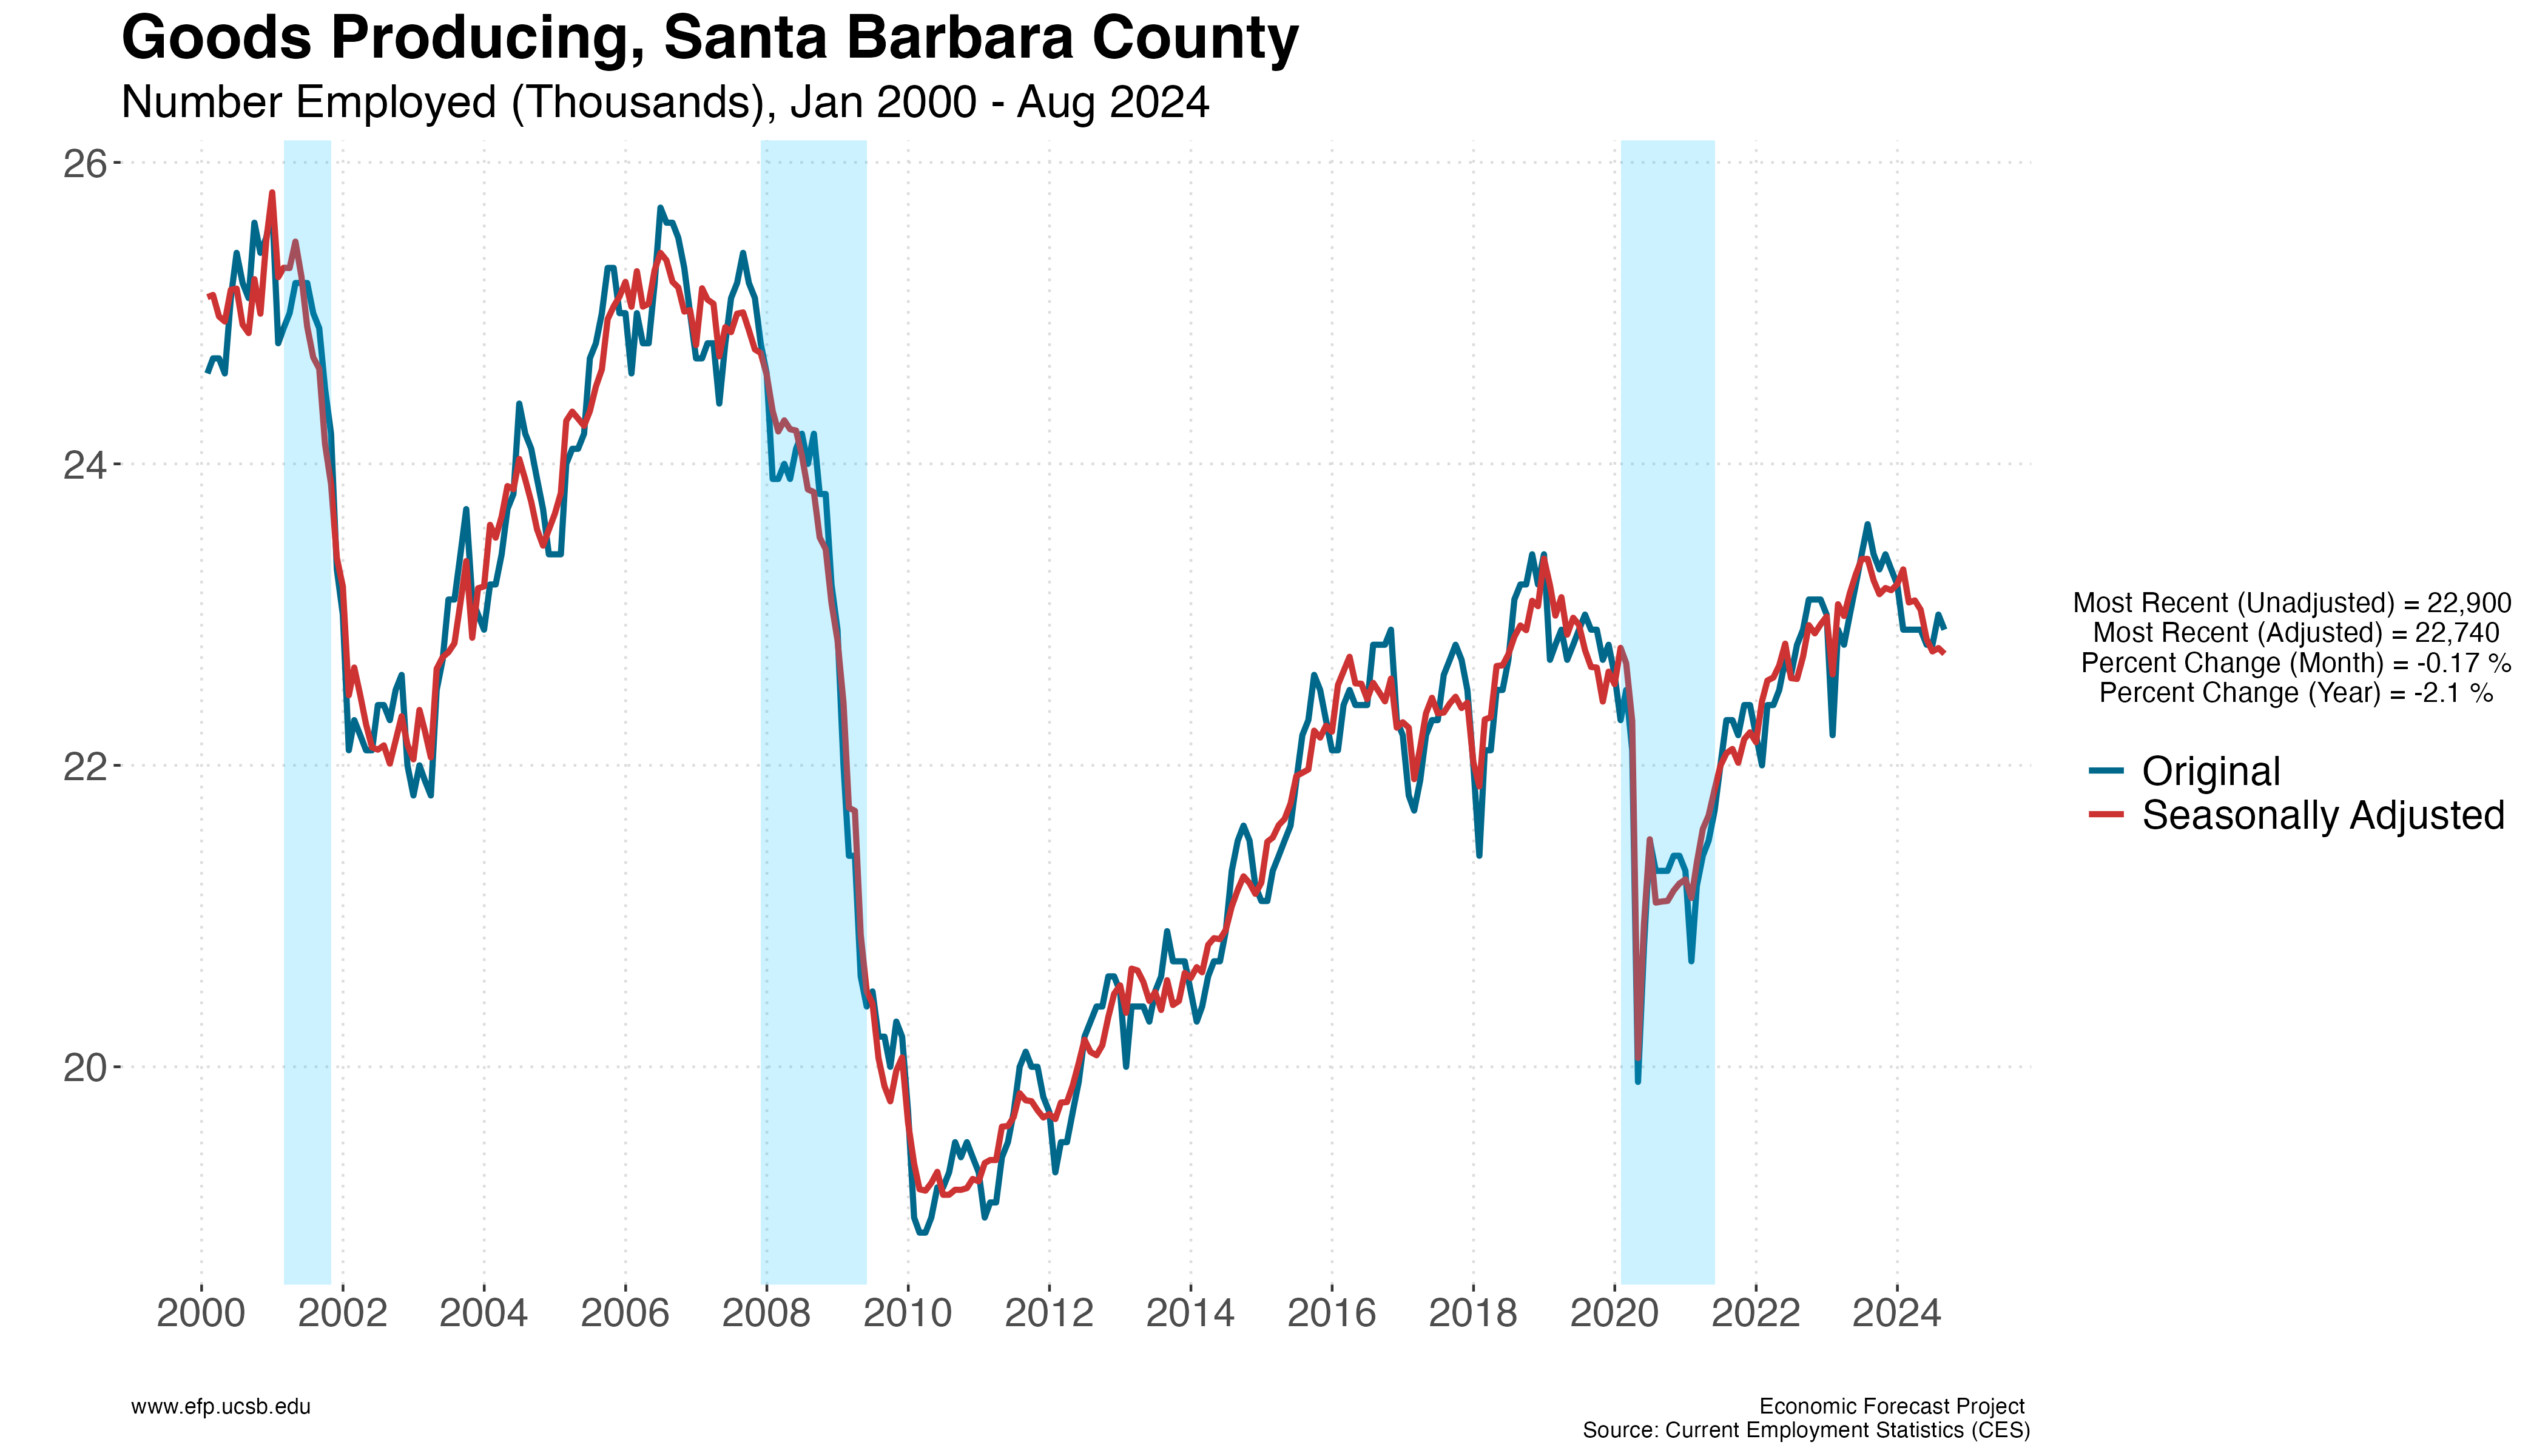 Goods Producing, Santa Barbara County
Number Employed (Thousands), Jan 2000 - Aug 2024
26
24
22
20
2000 2002 2004 2006 2008 2010 2012 2014 2016 2018 2020 2022 2024
Most Recent (Unadjusted) = 22,900
Most Recent (Adjusted) = 22,740
Percent Change (Month) = -0.17 %
Percent Change (Year) = -2.1 %
Original
Seasonally Adjusted
www.efp.ucsb.edu
Economic Forecast Project
Source: Current Employment Statistics (CES)